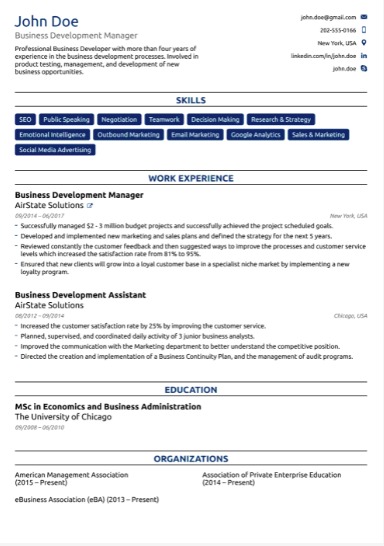 John Doe
Business Development Manager
Professional Business Developer with more than four years of
experience in the business development processes. Involved in
product testing, management, and development of new
business opportunities.
john.doe@gmail.com
202-555-0166
New York, USA
linkedin.com/in/john.doe
john.doe
SKILLS
SEO Public Speaking Negotiation Teamwork Decision Making Research & Strategy
Emotional Intelligence Outbound Marketing Email Marketing Google Analytics Sales & Marketing
Social Media Advertising
WORK EXPERIENCE
Business Development Manager
AirState Solutions
09/2014 – 06/2017 New York, USA
- Successfully managed $2 - 3 million budget projects and successfully achieved the project scheduled goals.
- Developed and implemented new marketing and sales plans and defined the strategy for the next 5 years.
- Reviewed constantly the customer feedback and then suggested ways to improve the processes and customer service
levels which increased the satisfaction rate from 81% to 95%.
- Ensured that new clients will grow into a loyal customer base in a specialist niche market by implementing a new
loyalty program.
Business Development Assistant
AirState Solutions
08/2012 – 09/2014 Chicago, USA
- Increased the customer satisfaction rate by 25% by improving the customer service.
- Planned, supervised, and coordinated daily activity of 3 junior business analysts.
- Improved the communication with the Marketing department to better understand the competitive position.
- Directed the creation and implementation of a Business Continuity Plan, and the management of audit programs.
EDUCATION
MSc in Economics and Business Administration
The University of Chicago
09/2008 – 06/2010
ORGANIZATIONS
American Management Association
(2015 – Present)
Association of Private Enterprise Education
(2014 – Present)
eBusiness Association (eBA) (2013 – Present)